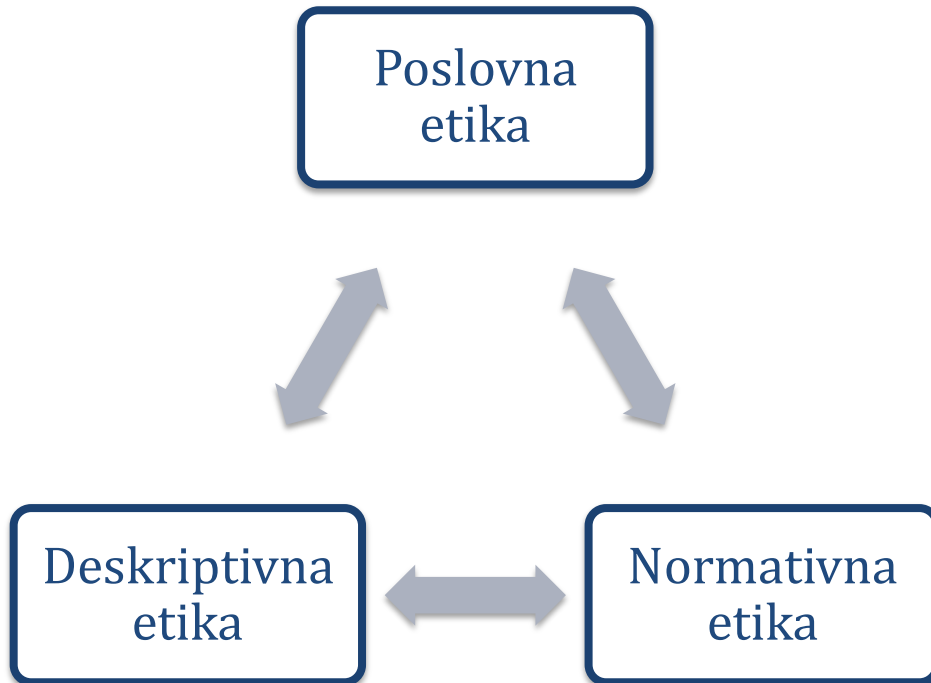 Poslovna
etika
Deskriptivna
etika
Normativna
etika